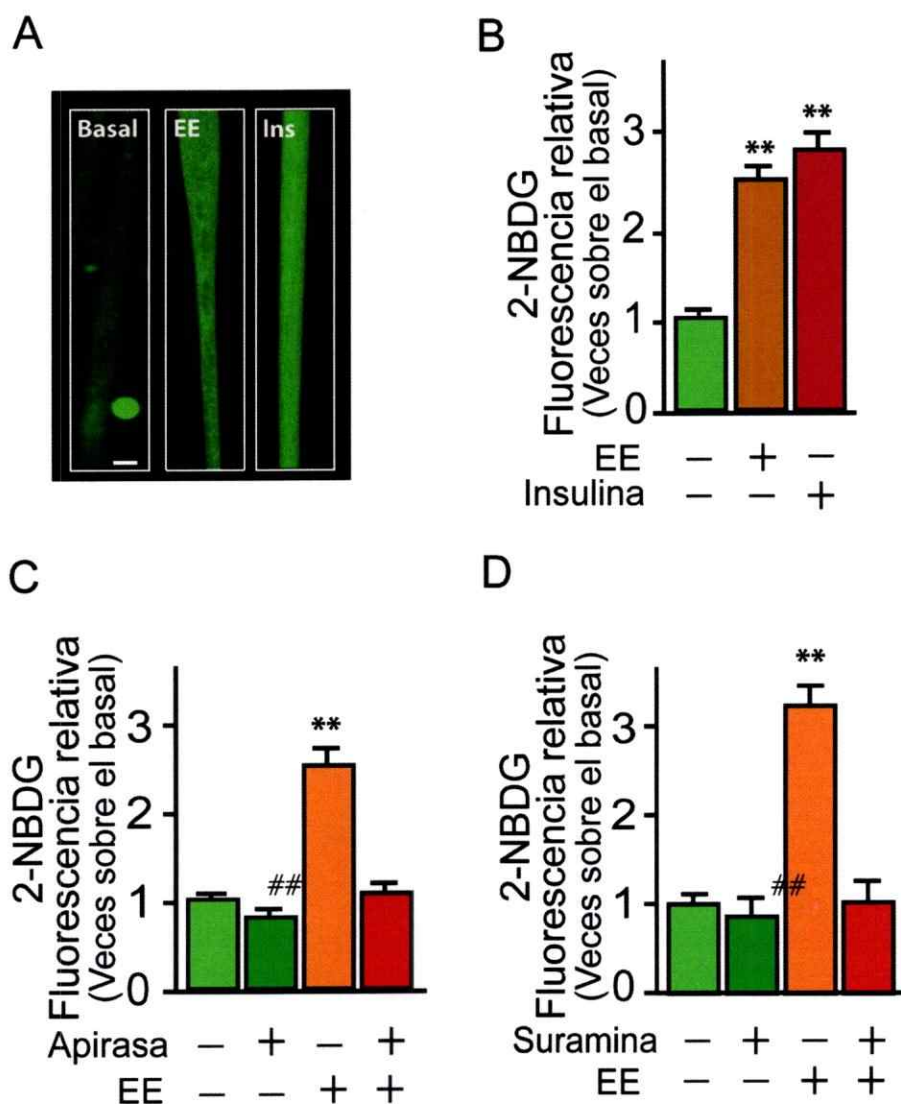 A
Basal EE Ins
B
2-NBDG
Fluorescencia relativa
(Veces sobre el basal)
3
2
1
0
** **
EE – + –
Insulina – – +
C
2-NBDG
Fluorescencia relativa
(Veces sobre el basal)
3
2
1
0
##
**
Apirasa – + – +
EE + +
D
2-NBDG
Fluorescencia relativa
(Veces sobre el basal)
3
2
1
0
##
**
Suramina – + – +
EE + +